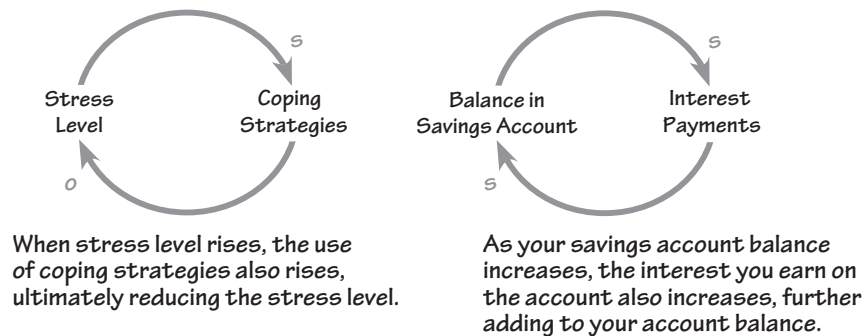 S
Stress
Level
Coping
Strategies
O
When stress level rises, the use
of coping strategies also rises,
ultimately reducing the stress level.
S
Balance in
Savings Account
Interest
Payments
S
As your savings account balance
increases, the interest you earn on
the account also increases, further
adding to your account balance.